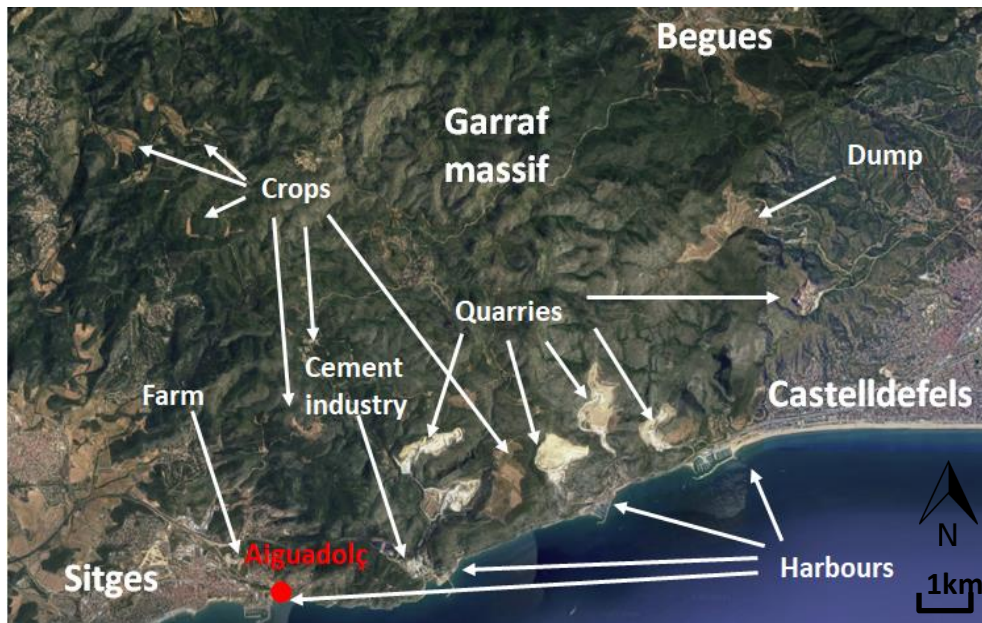 Begues
Garraf
massif
Dump
Crops
Quarries
Cement
industry
Farm
Castelldefels
Aiguadolç
Sitges
Harbours
N
1km